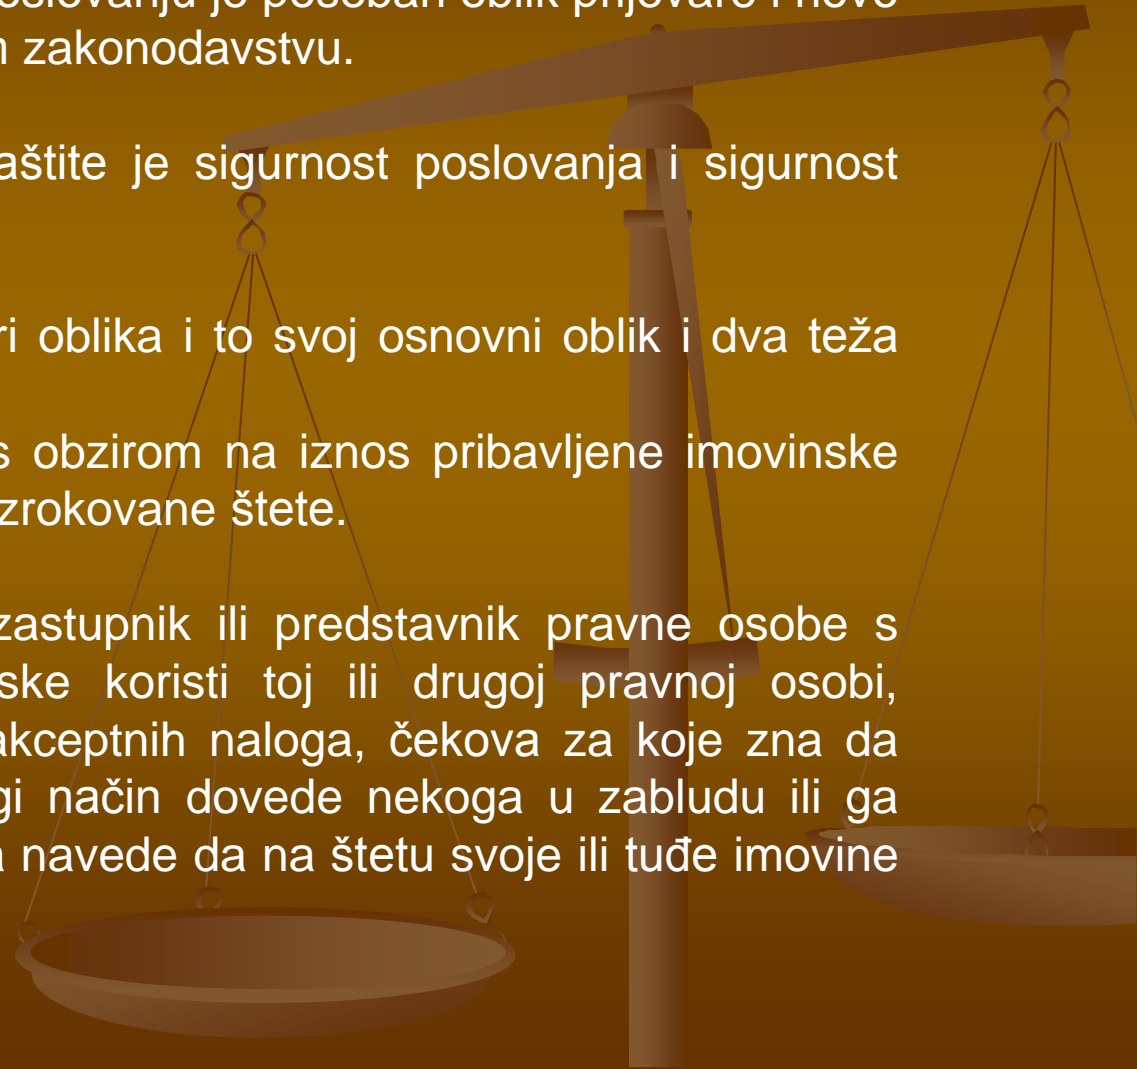 oslovanju je poseban oblik prijevare i novo
zakonodavstvu.
aštite je sigurnost poslovanja i sigurnost
ri oblika i to svoj osnovni oblik i dva teža
s obzirom na iznos pribavljene imovinske
zrokovane štete.
zastupnik ili predstavnik pravne osobe s
ske koristi toj ili drugoj pravnoj osobi,
akceptnih naloga, čekova za koje zna da
gi način dovede nekoga u zabludu ili ga
navede da na štetu svoje ili tuđe imovine